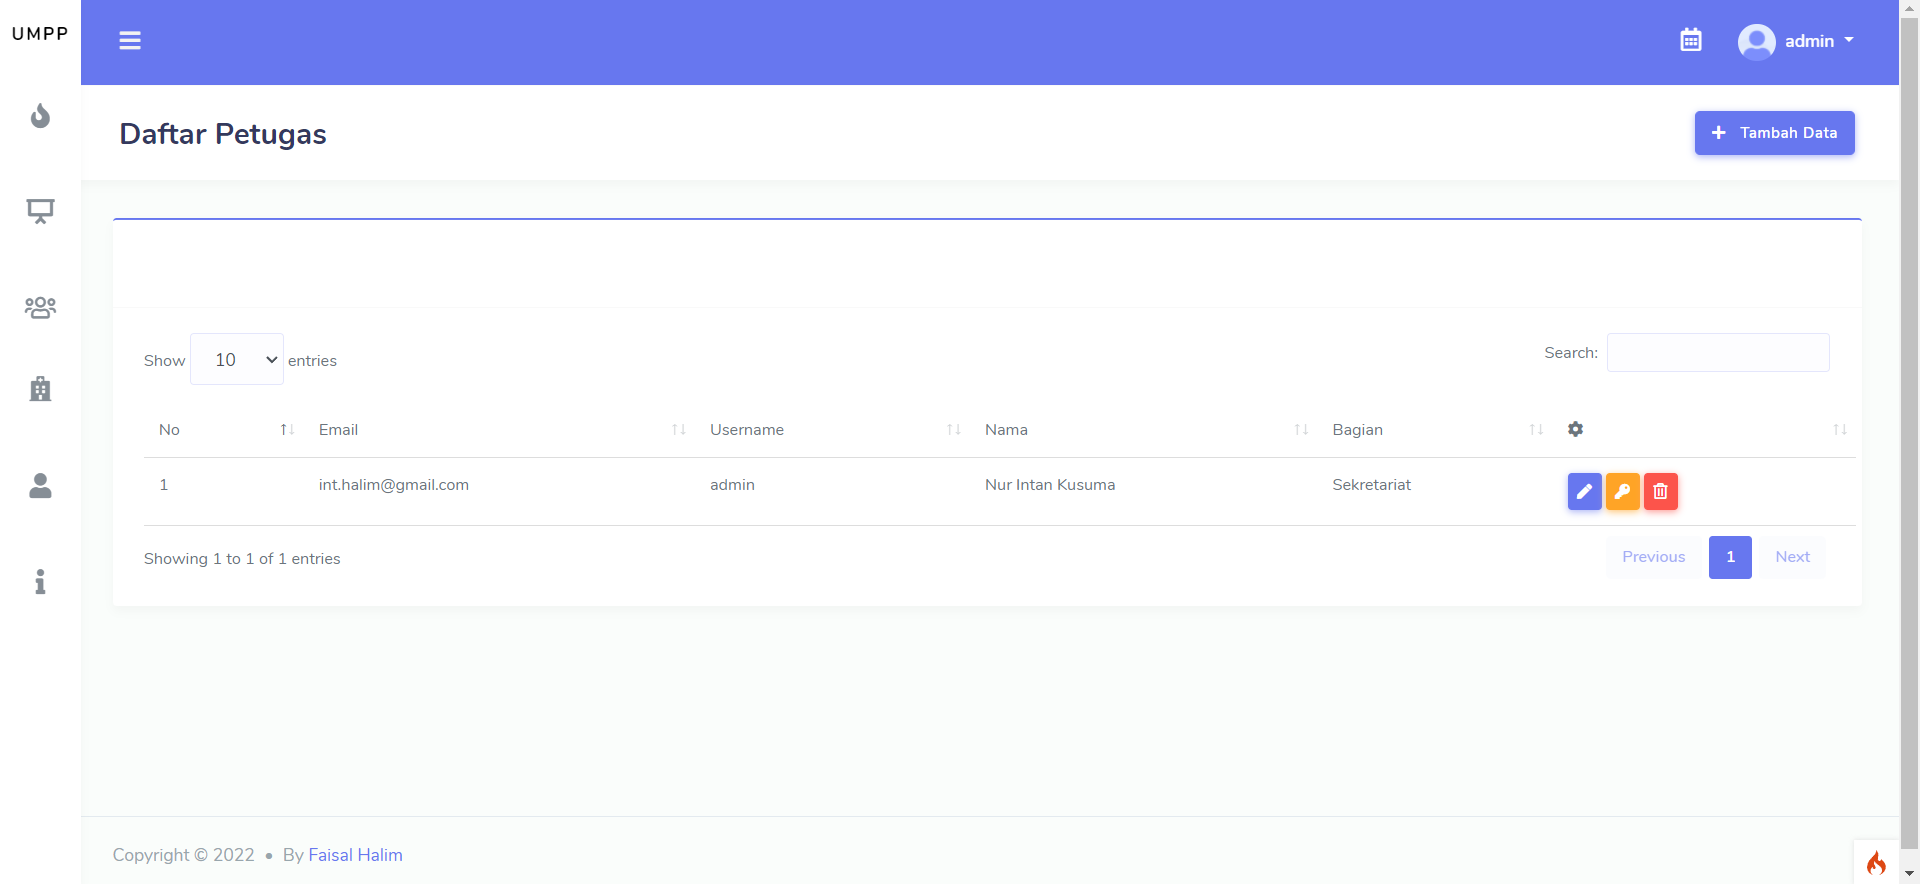 UMPP
admin
Daftar Petugas
Tambah Data
Show 10 entries
Search:
No Email Username Nama Bagian
1 int.halim@gmail.com admin Nur Intan Kusuma Sekretariat
Showing 1 to 1 of 1 entries
Previous 1 Next
Copyright © 2022 • By Faisal Halim